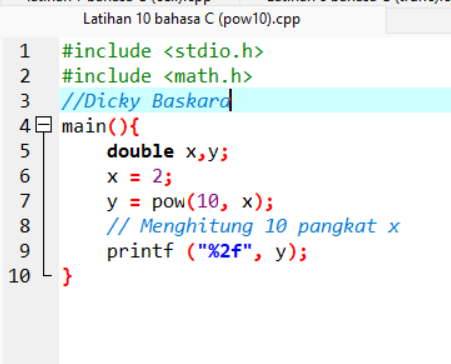 Latihan 10 bahasa C (pow10).cpp
1 #include <stdio.h>
2 #include <math.h>
3 //Dicky Baskara
4 main(){
5 double x,y;
6 x = 2;
7 y = pow(10, x);
8 // Menghitung 10 pangkat x
9 printf ("%2f", y);
10 }